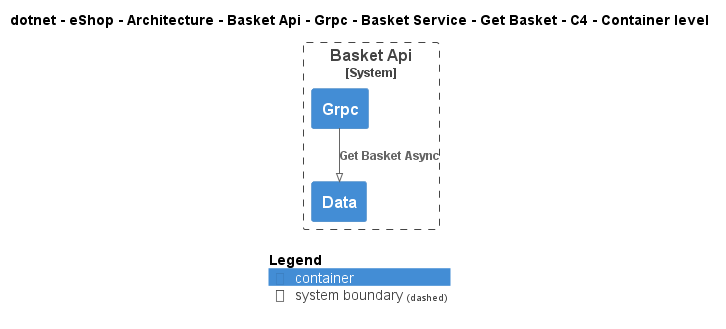 dotnet - eShop - Architecture - Basket Api - Grpc - Basket Service - Get Basket - C4 - Container level
Basket Api
[System]
Grpc
Get Basket Async
Data
Legend
container
system boundary (dashed)